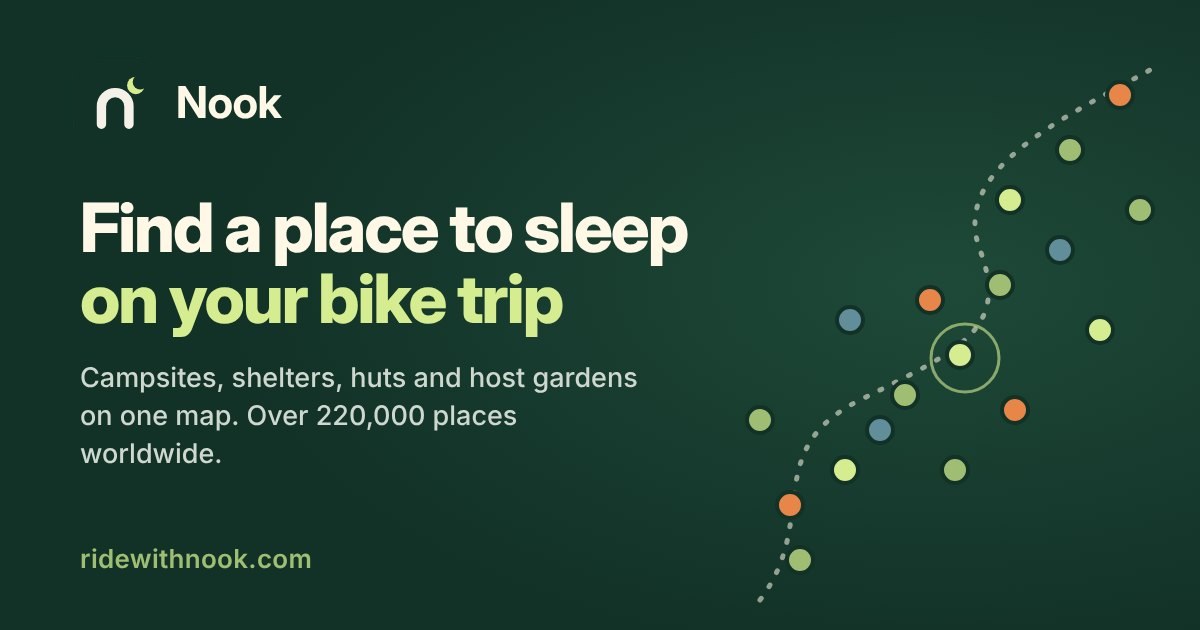 Nook
Find a place to sleep
on your bike trip
Campsites, shelters, huts and host gardens
on one map. Over 220,000 places
worldwide.
ridewithnook.com